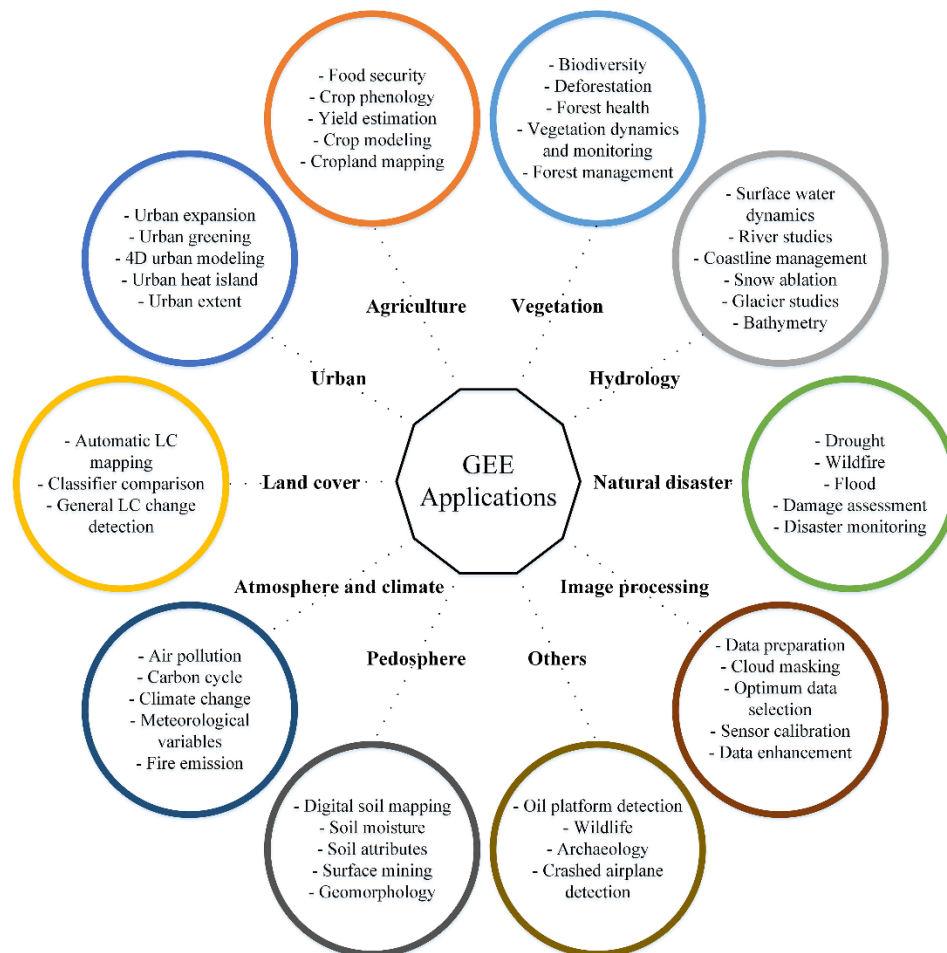 - Food security
- Crop phenology
- Yield estimation
- Crop modeling
- Cropland mapping
- Biodiversity
- Deforestation
- Forest health
- Vegetation dynamics
and monitoring
- Forest management
- Urban expansion
- Urban greening
- 4D urban modeling
- Urban heat island
- Urban extent
- Surface water
dynamics
- River studies
- Coastline management
- Snow ablation
- Glacier studies
- Bathymetry
Agriculture
Vegetation
Urban
Hydrology
- Automatic LC
mapping
- Classifier comparison
- General LC change
detection
Land cover
GEE
Applications
Natural disaster
- Drought
- Wildfire
- Flood
- Damage assessment
- Disaster monitoring
Atmosphere and climate
Image processing
Pedosphere
Others
- Air pollution
- Carbon cycle
- Climate change
- Meteorological
variables
- Fire emission
- Data preparation
- Cloud masking
- Optimum data
selection
- Sensor calibration
- Data enhancement
- Digital soil mapping
- Soil moisture
- Soil attributes
- Surface mining
- Geomorphology
- Oil platform detection
- Wildlife
- Archaeology
- Crashed airplane
detection